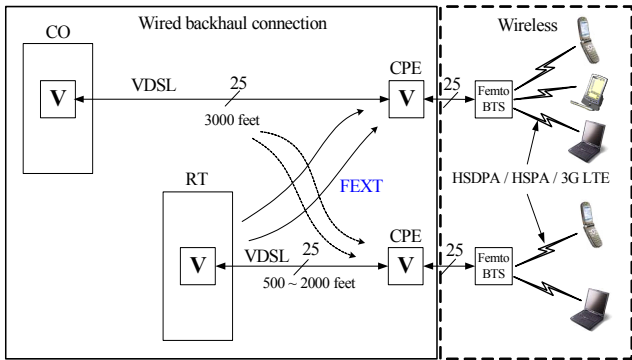 Wired backhaul connection
Wireless
CO
V
VDSL
25
3000 feet
CPE
V
25
Femto
BTS
FEXT
HSDPA / HSPA / 3G LTE
RT
V
VDSL
25
500 ~ 2000 feet
CPE
V
25
Femto
BTS